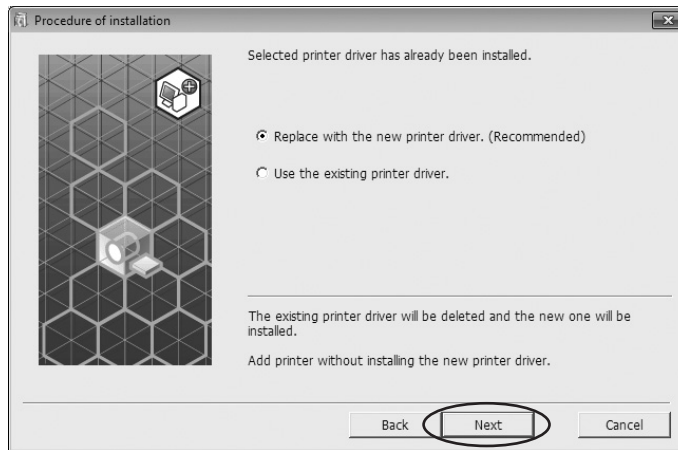 Procedure of installation
Selected printer driver has already been installed.
Replace with the new printer driver. (Recommended)
Use the existing printer driver.
The existing printer driver will be deleted and the new one will be
installed.
Add printer without installing the new printer driver.
Back Next Cancel